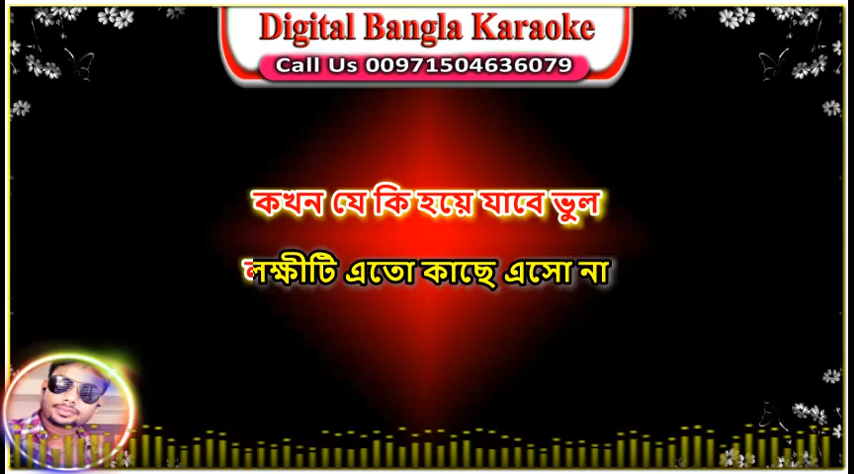 Digital Bangla Karaoke
Call Us 00971504636079
কখন যে কি হয়ে যাবে ভুল
লক্ষীটি এতো কাছে এসো না